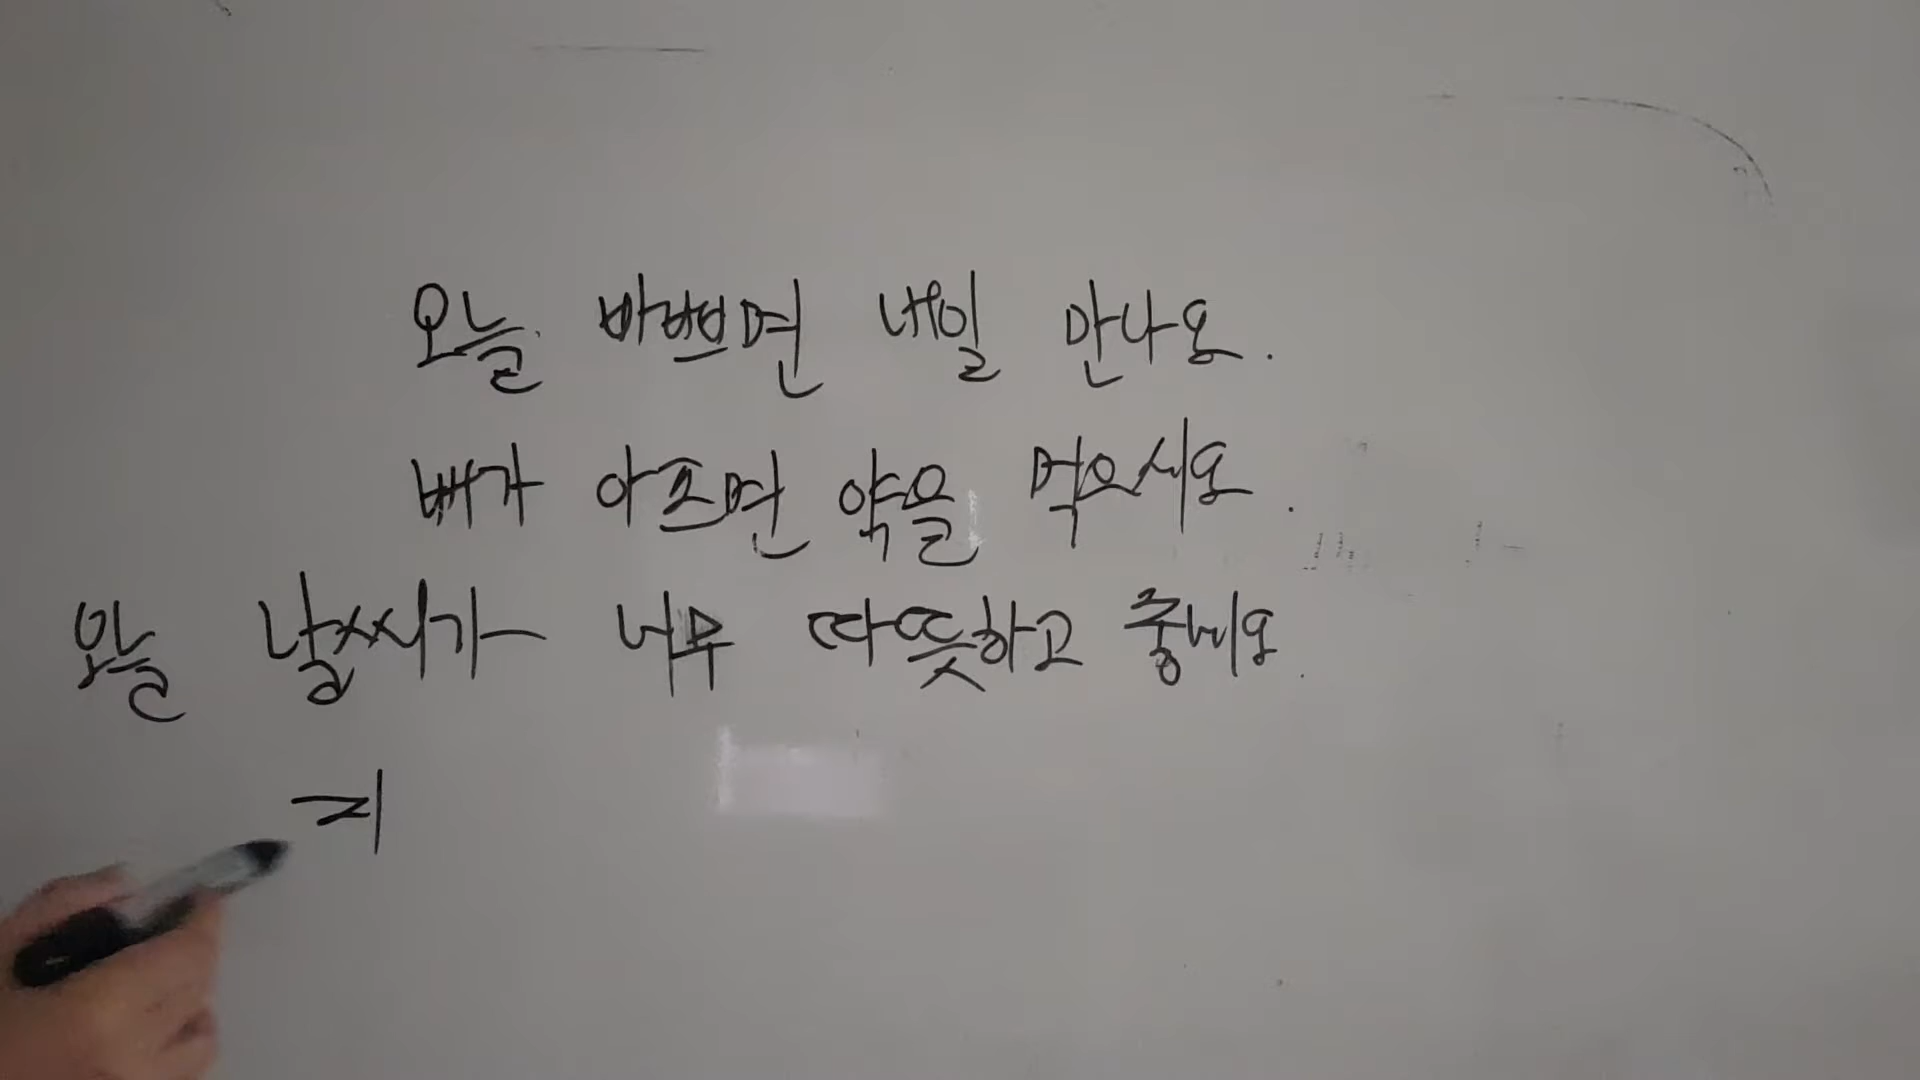 오늘 바쁘면 내일 만나요.
배가 아프면 약을 먹으세요.
오늘 날씨가 너무 따뜻하고 좋네요.